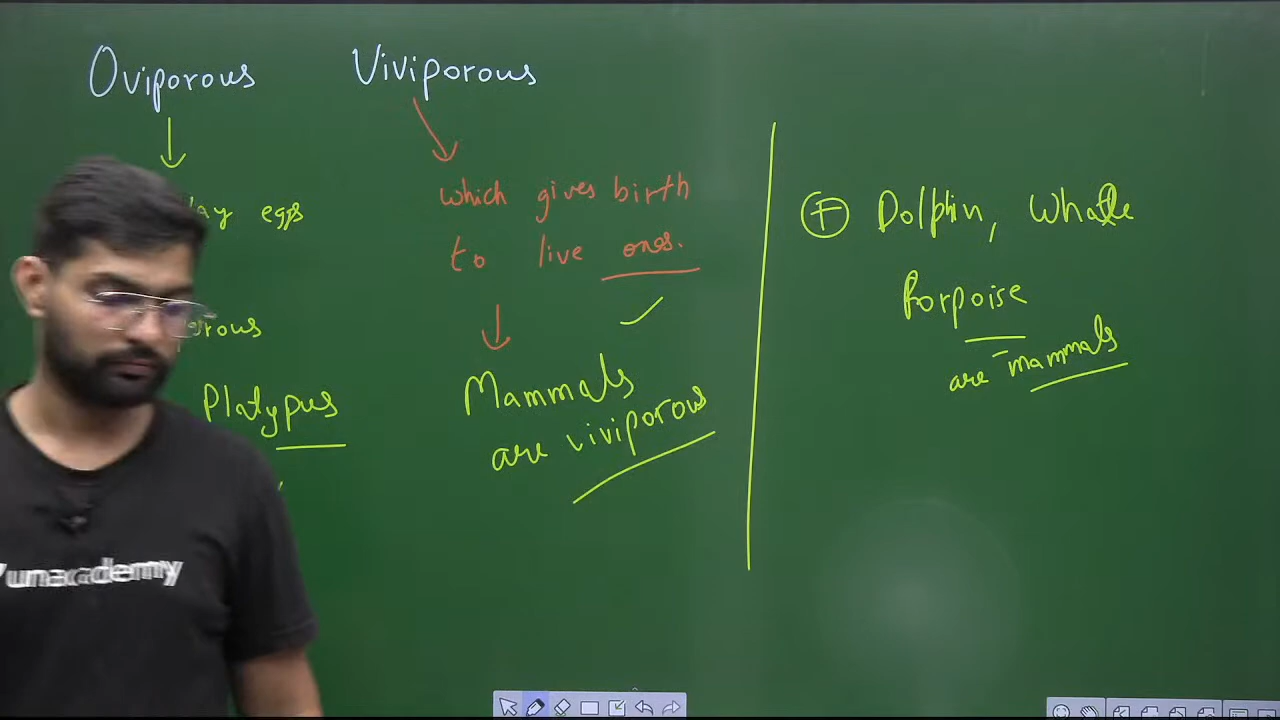 Oviporous Viviporous
lay eggs
which gives birth
to live ones.
Platypus
Mammals
are viviporous
7 Dolphin, Whale
Porpoise
are mammals
unacademy